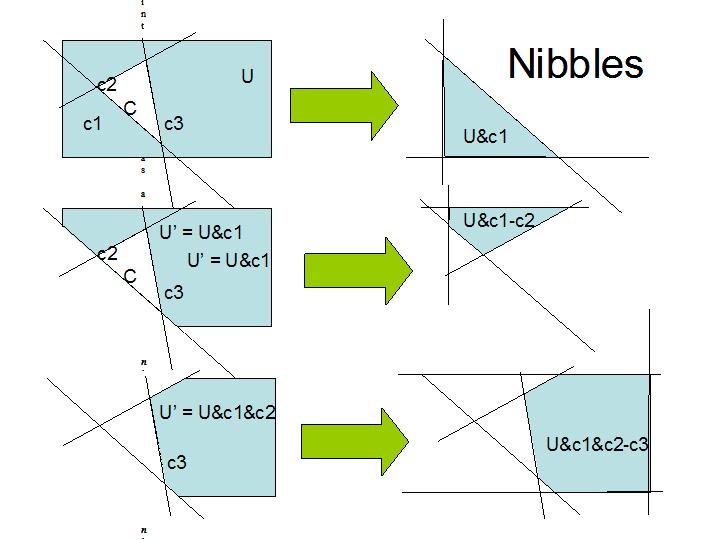 i
n
t
Nibbles
c2
U
C
c1
c3
U&c1
a
s
a
U' = U&c1
U&c1-c2
c2
U' = U&c1
C
c3
n
U' = U&c1&c2
U&c1&c2-c3
c3
n